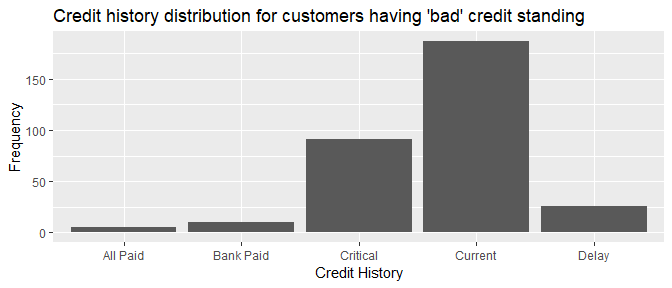 Credit history distribution for customers having 'bad' credit standing
Frequency
150
100
50
0
All Paid Bank Paid Critical Current Delay
Credit History